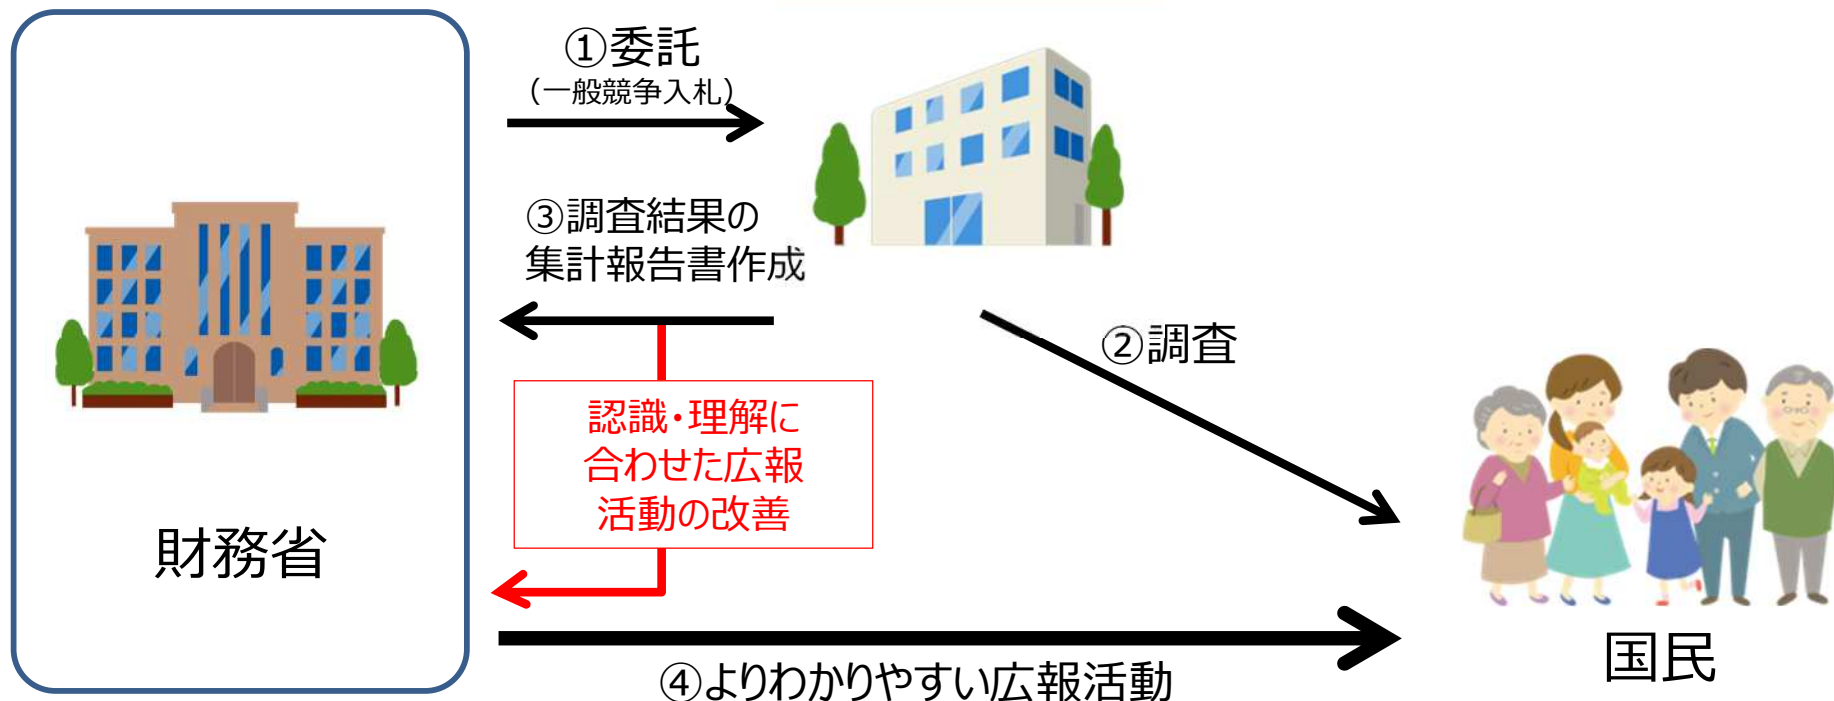 ①委託
（一般競争入札）
③調査結果の
集計報告書作成
②調査
認識・理解に
合わせた広報
活動の改善
財務省
国民
④よりわかりやすい広報活動